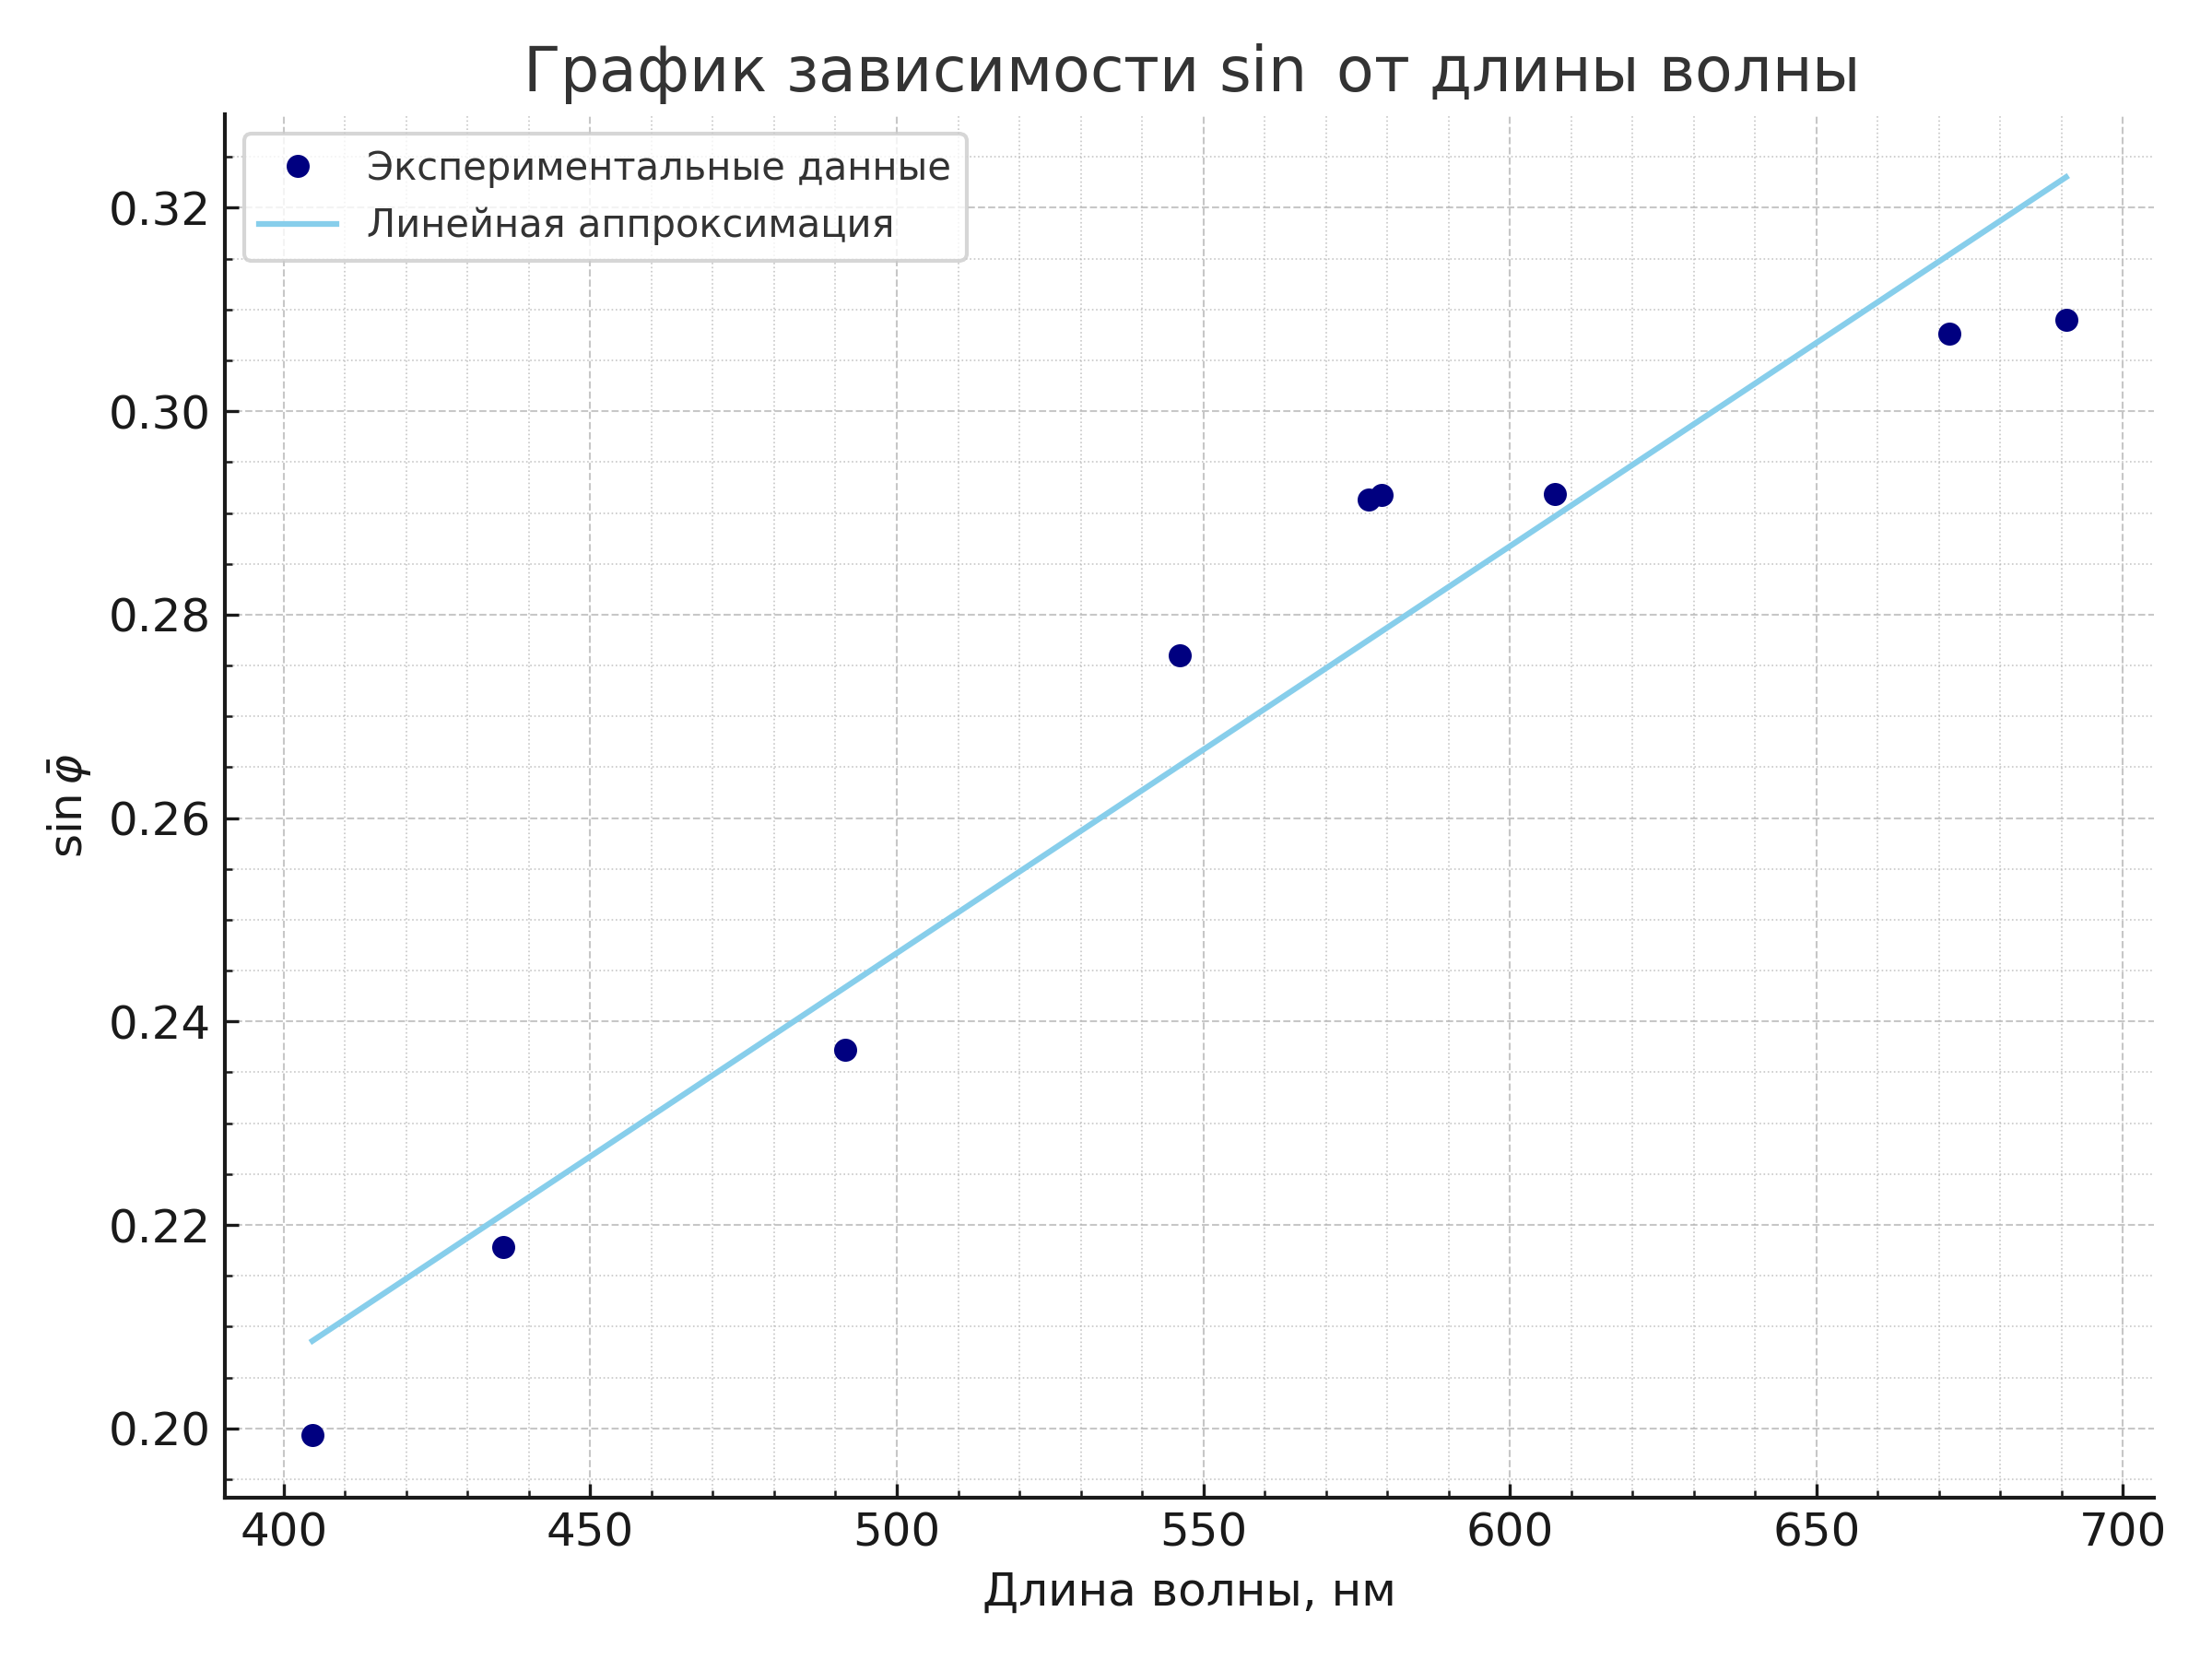 График зависимости sin от длины волны
Экспериментальные данные
Линейная аппроксимация
0.32
0.30
0.28
0.26
0.24
0.22
0.20
sin φ̄
400 450 500 550 600 650 700
Длина волны, нм